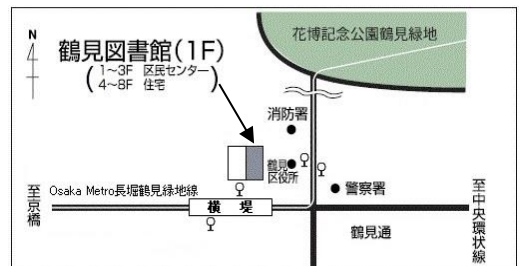 N
花博記念公園鶴見緑地
鶴見図書館(1F)
(1~3F 区民センター
4~8F 住宅)
消防署
鶴見
区役所
警察署
Osaka Metro長堀鶴見緑地線
至京橋
横堤
鶴見通
至中央環状線